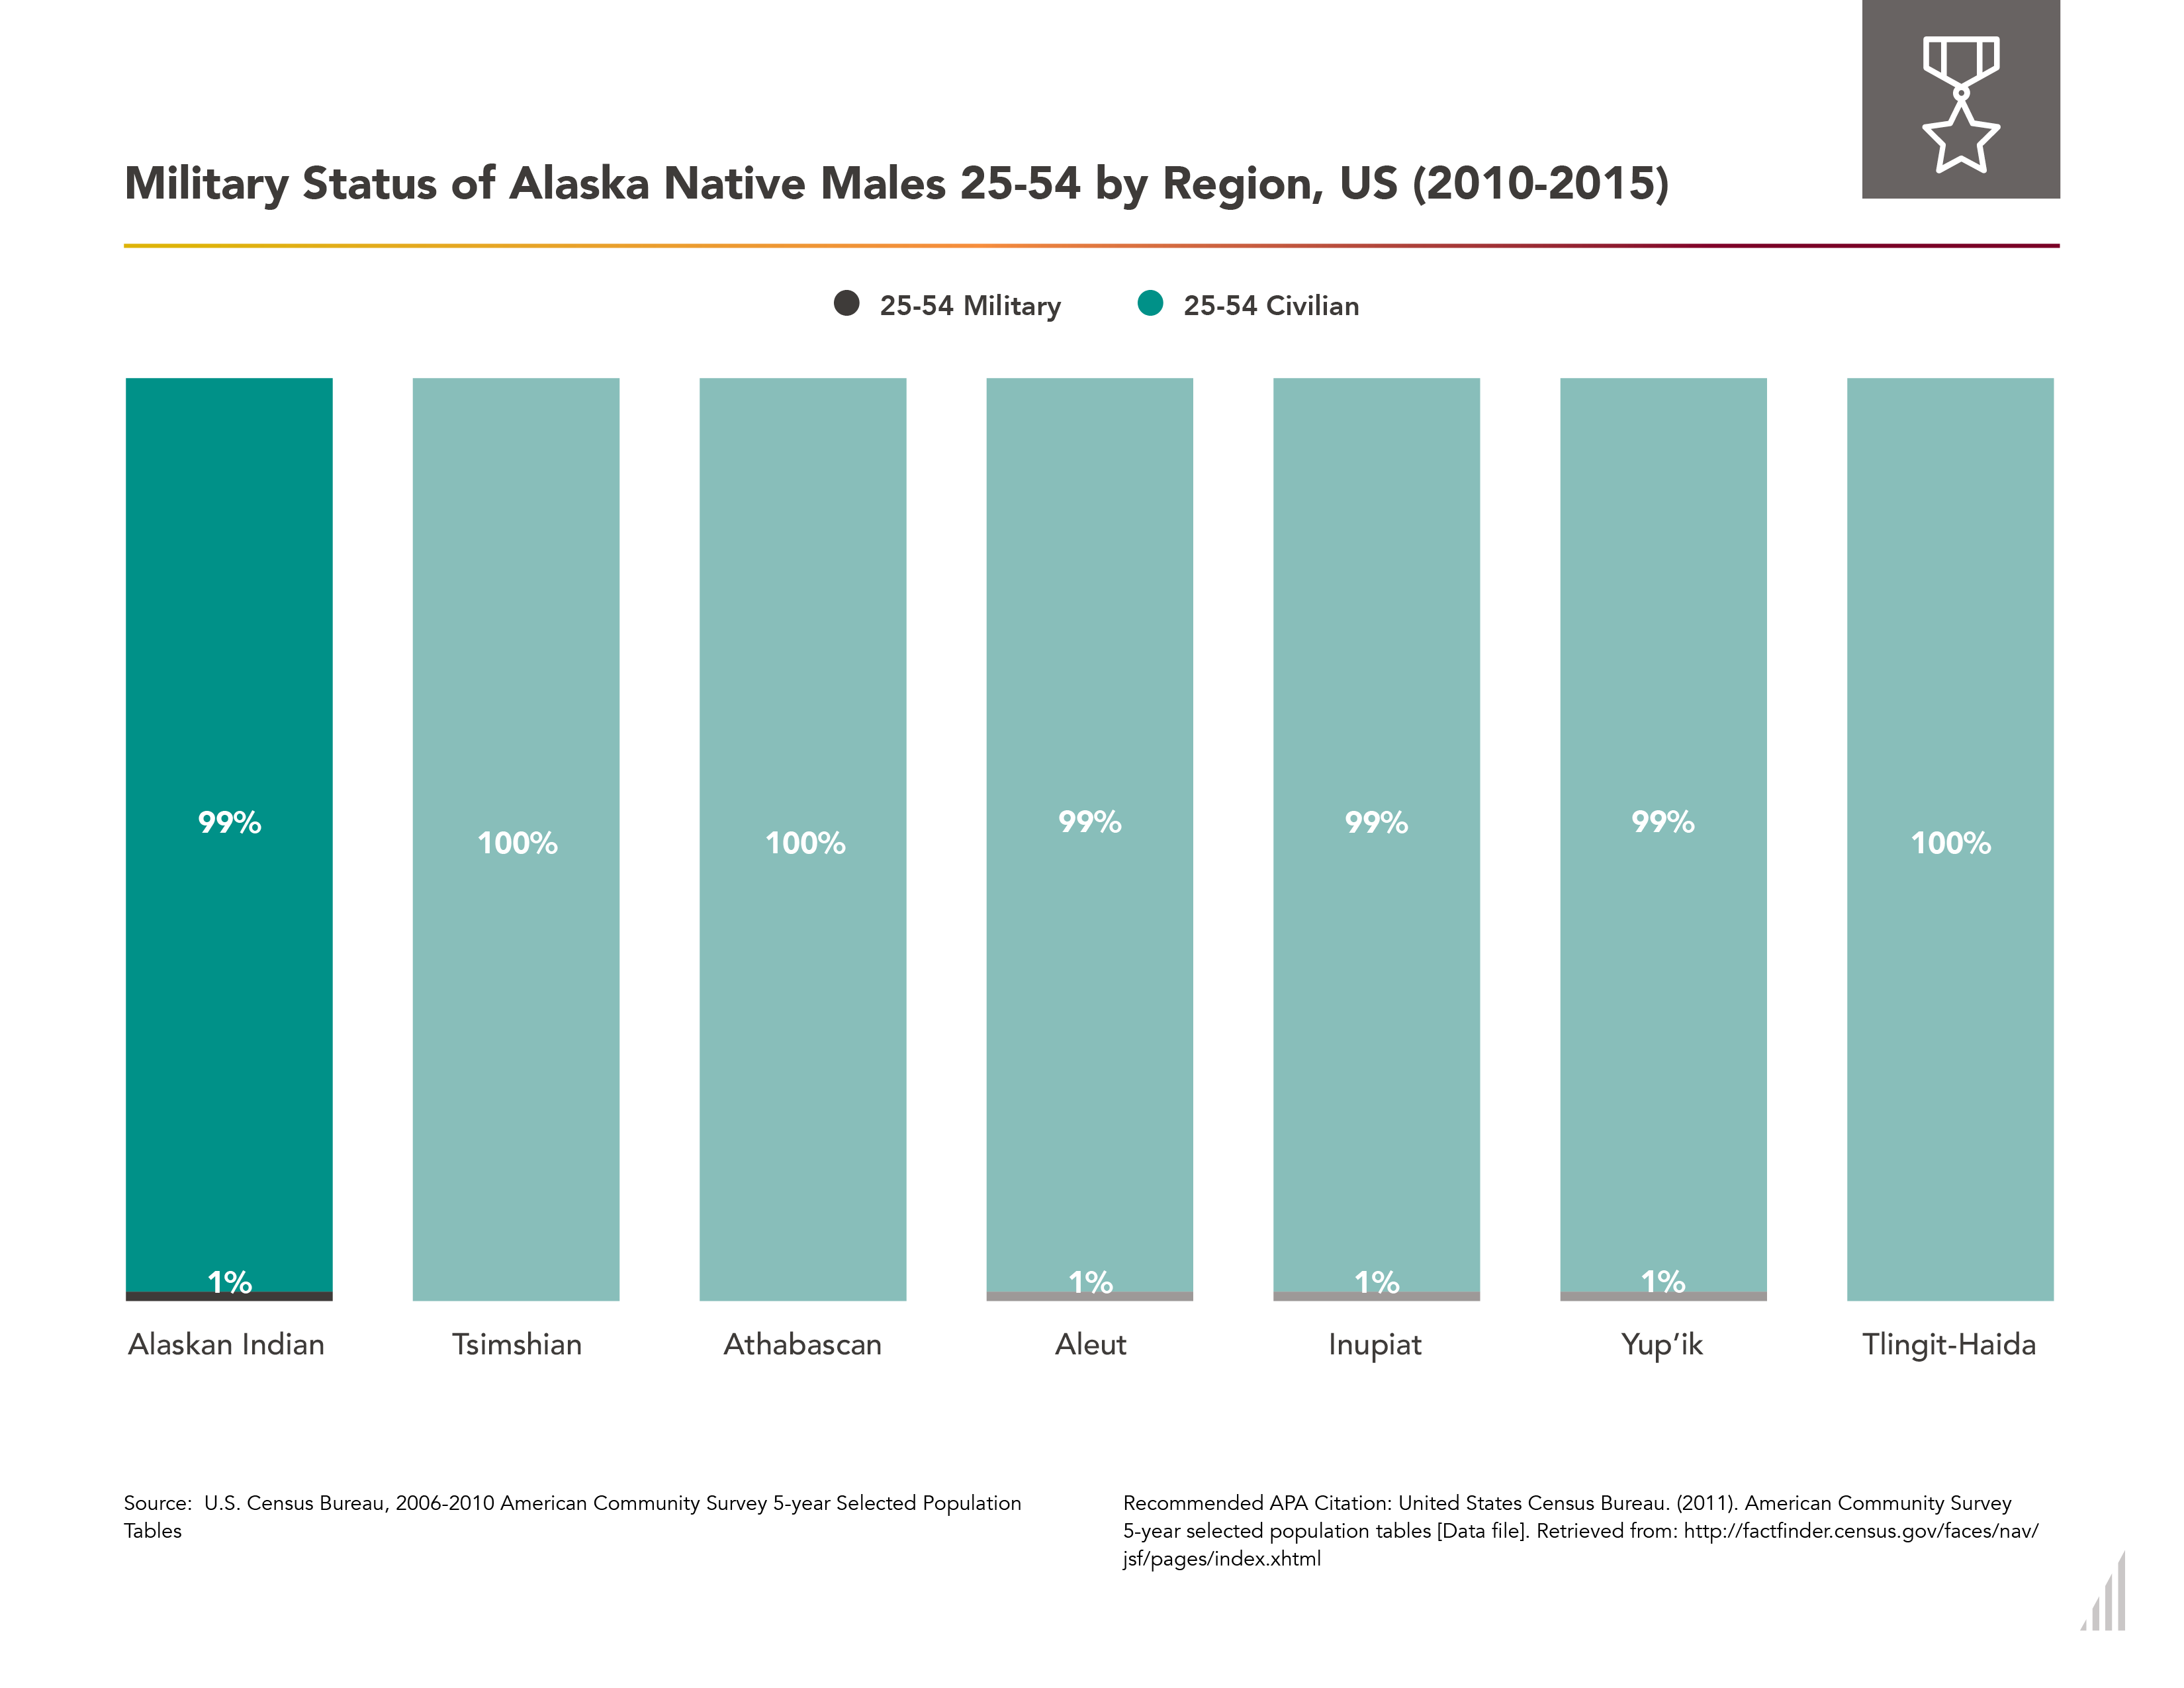 Military Status of Alaska Native Males 25-54 by Region, US (2010-2015)
25-54 Military
25-54 Civilian
99%
100%
100%
99%
99%
99%
100%
1%
1%
1%
1%
Alaskan Indian
Tsimshian
Athabascan
Aleut
Inupiat
Yup’ik
Tlingit-Haida
Source:  U.S. Census Bureau, 2006-2010 American Community Survey 5-year Selected Population
Tables
Recommended APA Citation: United States Census Bureau. (2011). American Community Survey
5-year selected population tables [Data file]. Retrieved from: http://factfinder.census.gov/faces/nav/
jsf/pages/index.xhtml